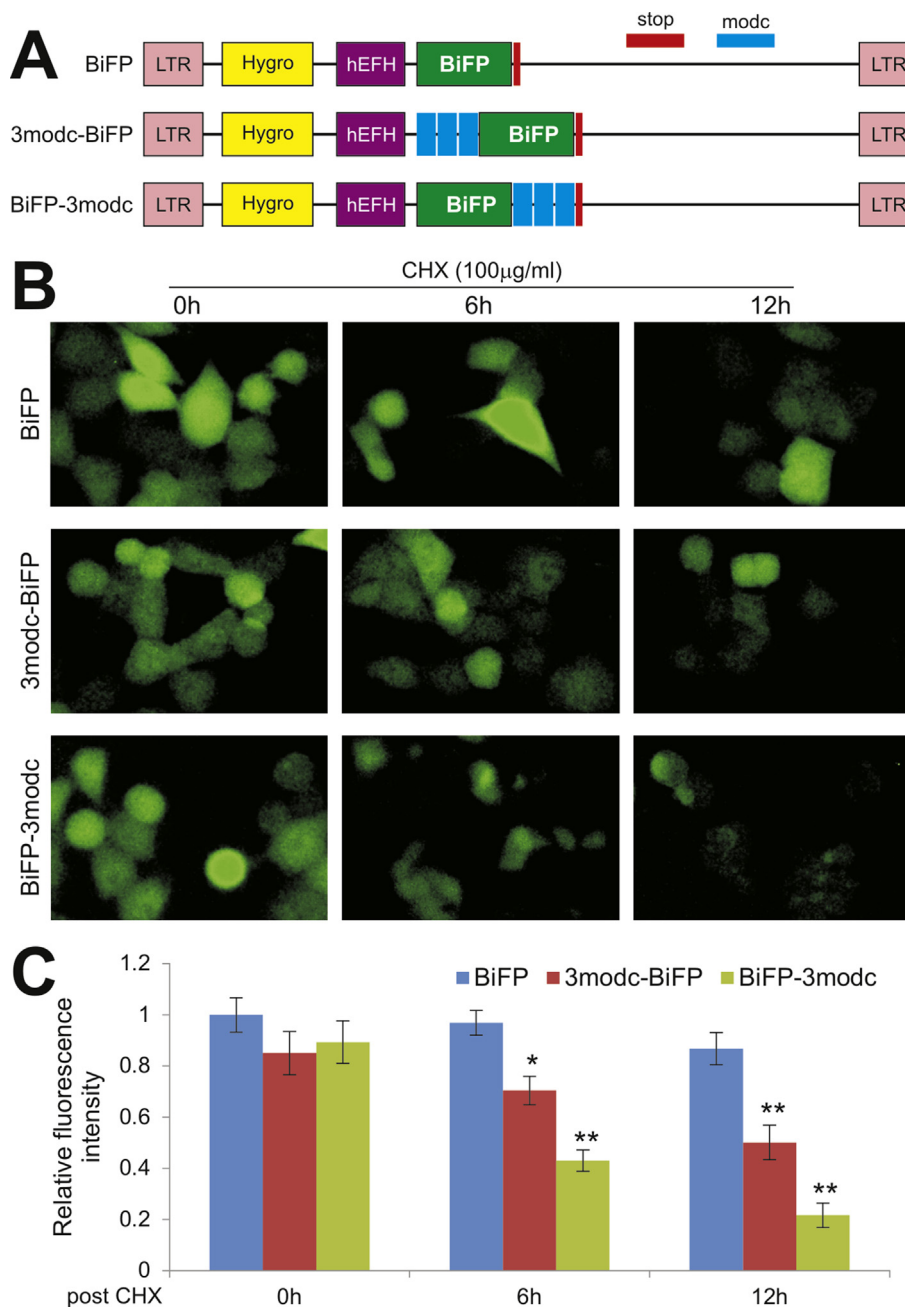 A
stop modc
BiFP LTR Hygro hEFH BiFP LTR
3modc-BiFP LTR Hygro hEFH BiFP LTR
BiFP-3modc LTR Hygro hEFH BiFP LTR
B
CHX (100μg/ml)
0h 6h 12h
BiFP
3modc-BiFP
BiFP-3modc
C
Relative fluorescence
intensity
BiFP 3modc-BiFP BiFP-3modc
1.2
1
0.8
0.6
0.4
0.2
0
*
**
**
**
post CHX 0h 6h 12h